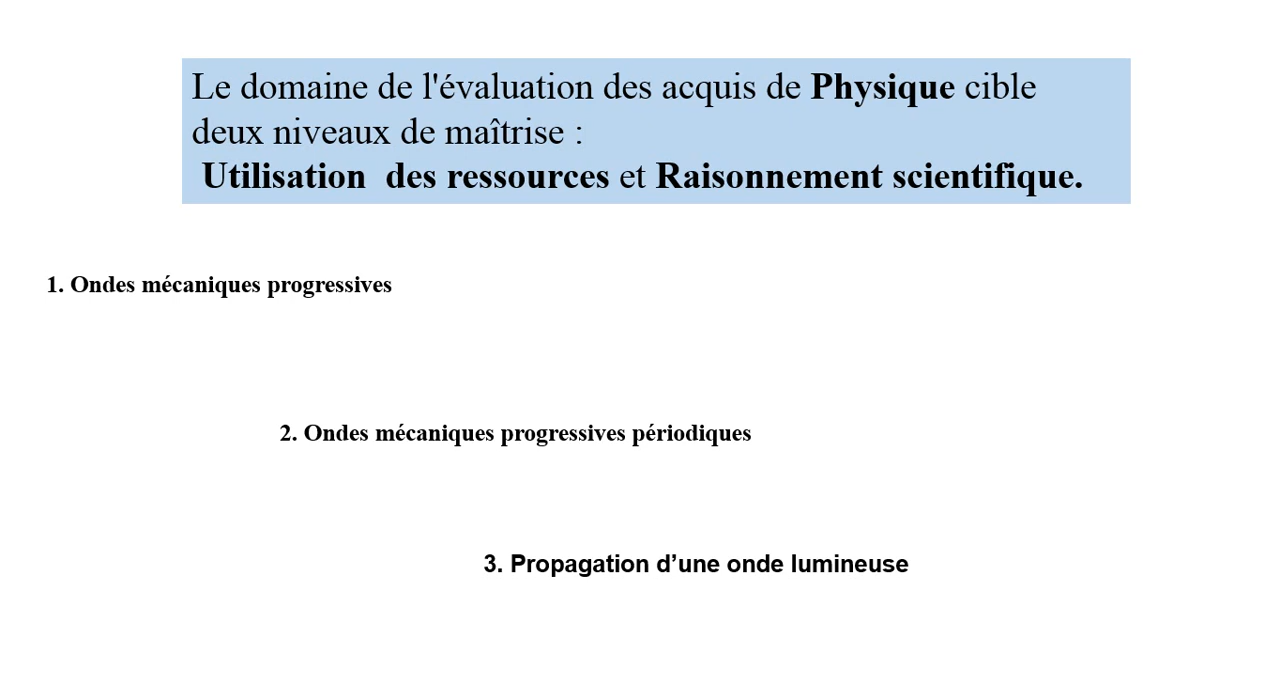 Le domaine de l'évaluation des acquis de Physique cible
deux niveaux de maîtrise :
Utilisation des ressources et Raisonnement scientifique.
1. Ondes mécaniques progressives
2. Ondes mécaniques progressives périodiques
3. Propagation d’une onde lumineuse